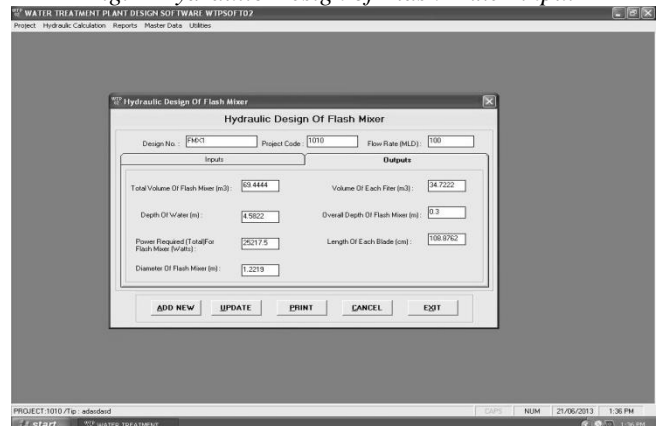 WATER TREATMENT PLANT DESIGN SOFTWARE WTPSOFT02
Project Hydraulic Calculation Reports Master Data Utilities
Hydraulic Design Of Flash Mixer
Hydraulic Design Of Flash Mixer
Design No. : FMX1 Project Code : 1010 Flow Rate (MLD) : 100
Inputs Outputs
Total Volume Of Flash Mixer (m3) : 69.4444 Volume Of Each Fiter (m3) : 34.7222
Depth Of Water (m) : 4.5822 Overall Depth Of Flash Mixer (m) : 0.3
Power Required (Total)For
Flash Mixer (Watts) : 25217.5 Length Of Each Blade (cm) : 108.8762
Diameter Of Flash Mixer (m) : 1.2219
ADD NEW UPDATE PRINT CANCEL EXIT
PROJECT:1010 /Tip : adasdasd CAPS NUM 21/06/2013 1:36 PM
start WATER TREATMENT 1:36 PM